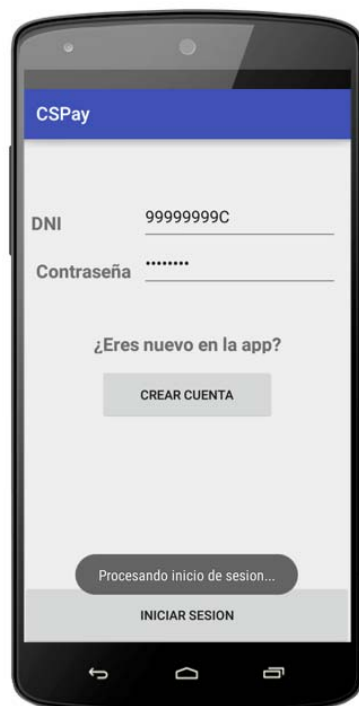 CSPay
DNI 99999999C
Contraseña ••••••••
¿Eres nuevo en la app?
CREAR CUENTA
Procesando inicio de sesion...
INICIAR SESION